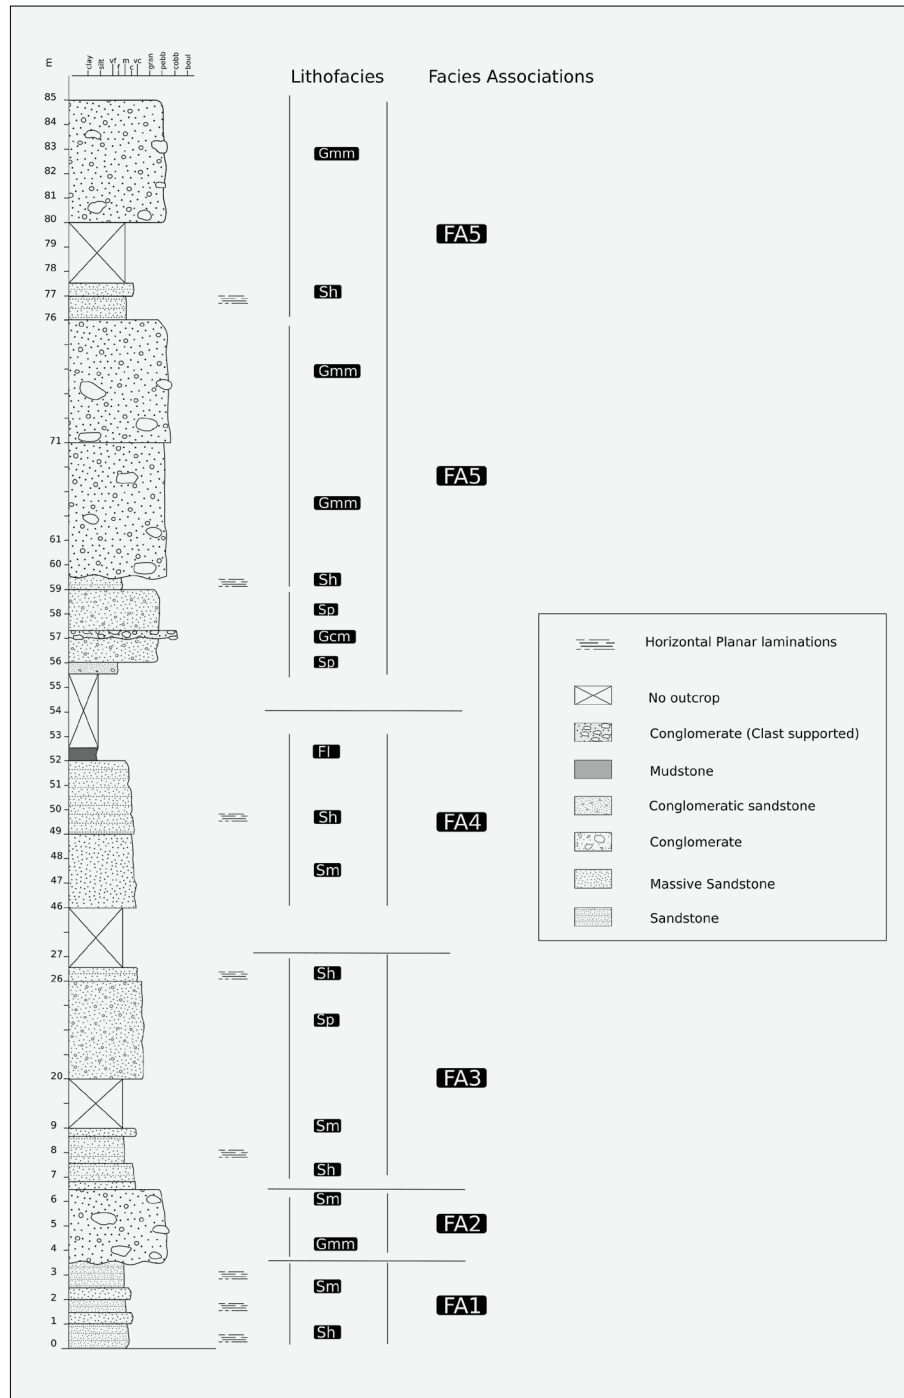 m
clay silt vf f m c vc gran pebb cobb boul
Lithofacies Facies Associations
85
84
83 Gmm
82
81
80 FA5
79
78
77 Sh
76
Gmm
71 FA5
Gmm
61
60 Sh
59
58 Sp
57 Gcm
56 Sp
55
54
53 Fl
52
51
50 Sh FA4
49
48 Sm
47
46
27
26 Sh
Sp
20 FA3
9 Sm
8
7 Sh
6 Sm
5 FA2
4 Gmm
3 Sm
2 FA1
1 Sh
0
Horizontal Planar laminations
No outcrop
Conglomerate (Clast supported)
Mudstone
Conglomeratic sandstone
Conglomerate
Massive Sandstone
Sandstone